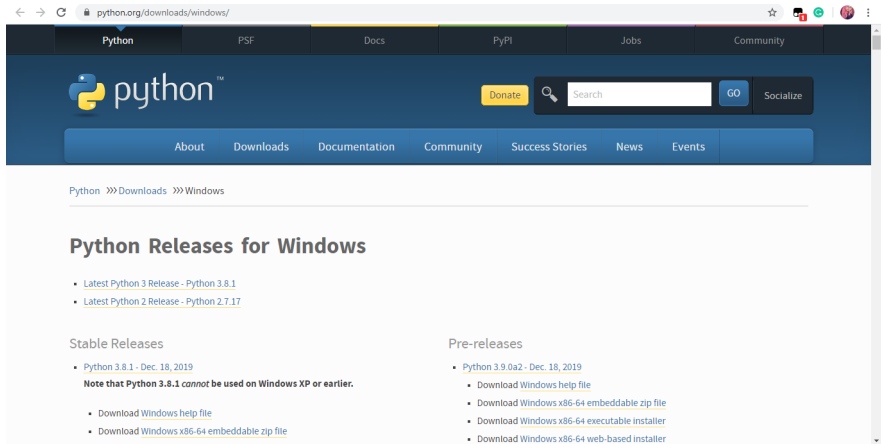 python.org/downloads/windows/
Python PSF Docs PyPI Jobs Community
python™
Donate Search GO Socialize
About Downloads Documentation Community Success Stories News Events
Python >>> Downloads >>> Windows
Python Releases for Windows
Latest Python 3 Release - Python 3.8.1
Latest Python 2 Release - Python 2.7.17
Stable Releases
Python 3.8.1 - Dec. 18, 2019
Note that Python 3.8.1 cannot be used on Windows XP or earlier.
Download Windows help file
Download Windows x86-64 embeddable zip file
Pre-releases
Python 3.9.0a2 - Dec. 18, 2019
Download Windows help file
Download Windows x86-64 embeddable zip file
Download Windows x86-64 executable installer
Download Windows x86-64 web-based installer